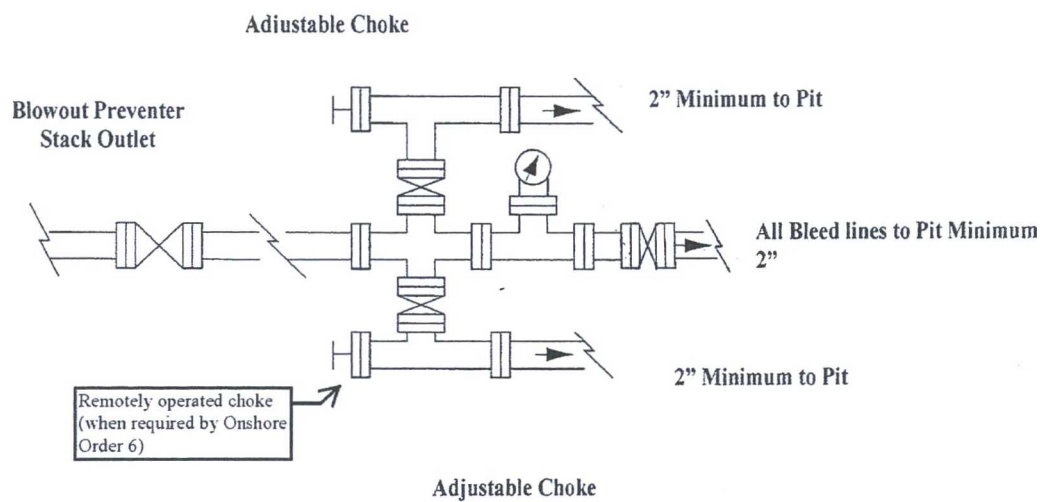 Adiustable Choke
Blowout Preventer
Stack Outlet
2” Minimum to Pit
All Bleed lines to Pit Minimum
2”
2” Minimum to Pit
Remotely operated choke
(when required by Onshore
Order 6)
Adjustable Choke